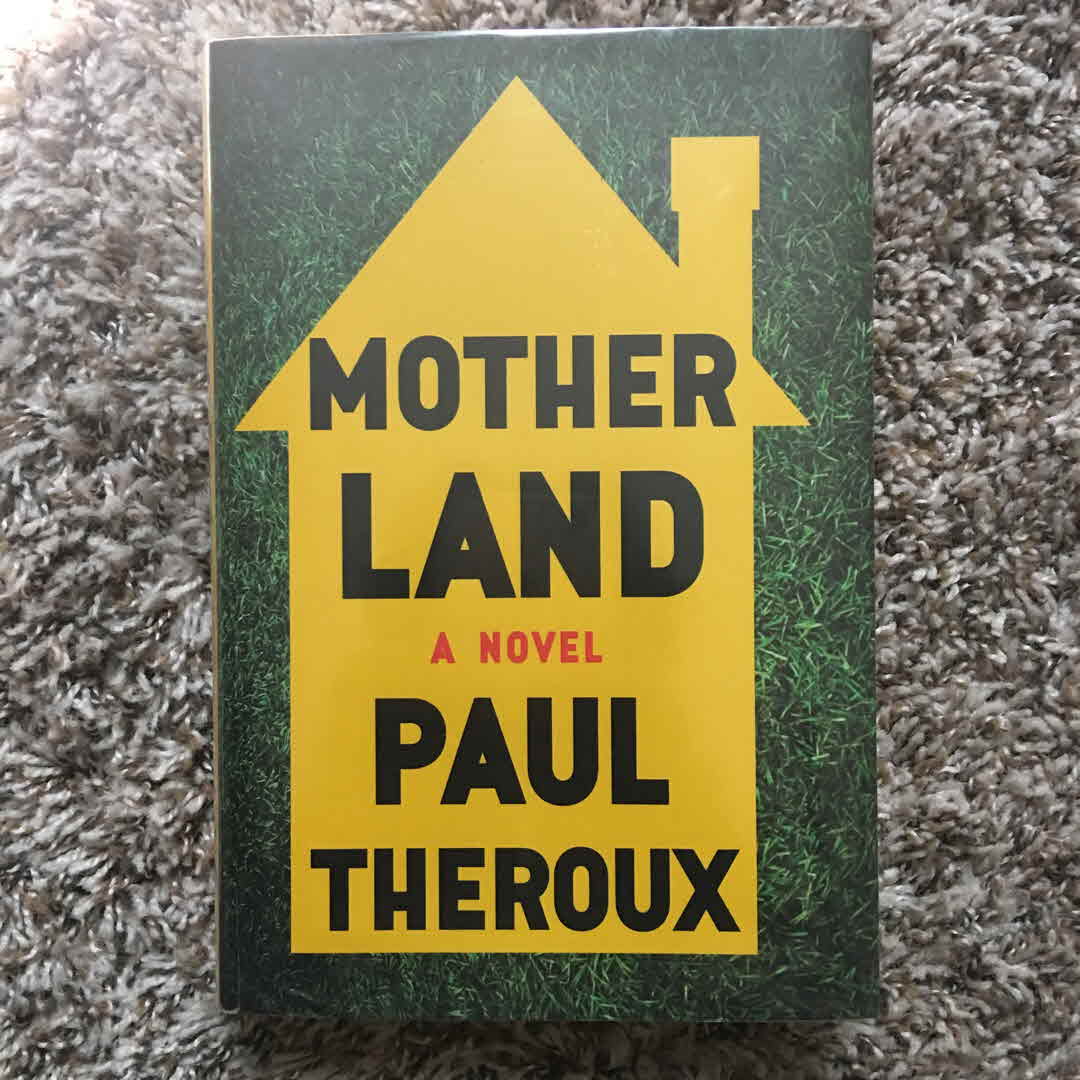 MOTHER
LAND
A NOVEL
PAUL
THEROUX